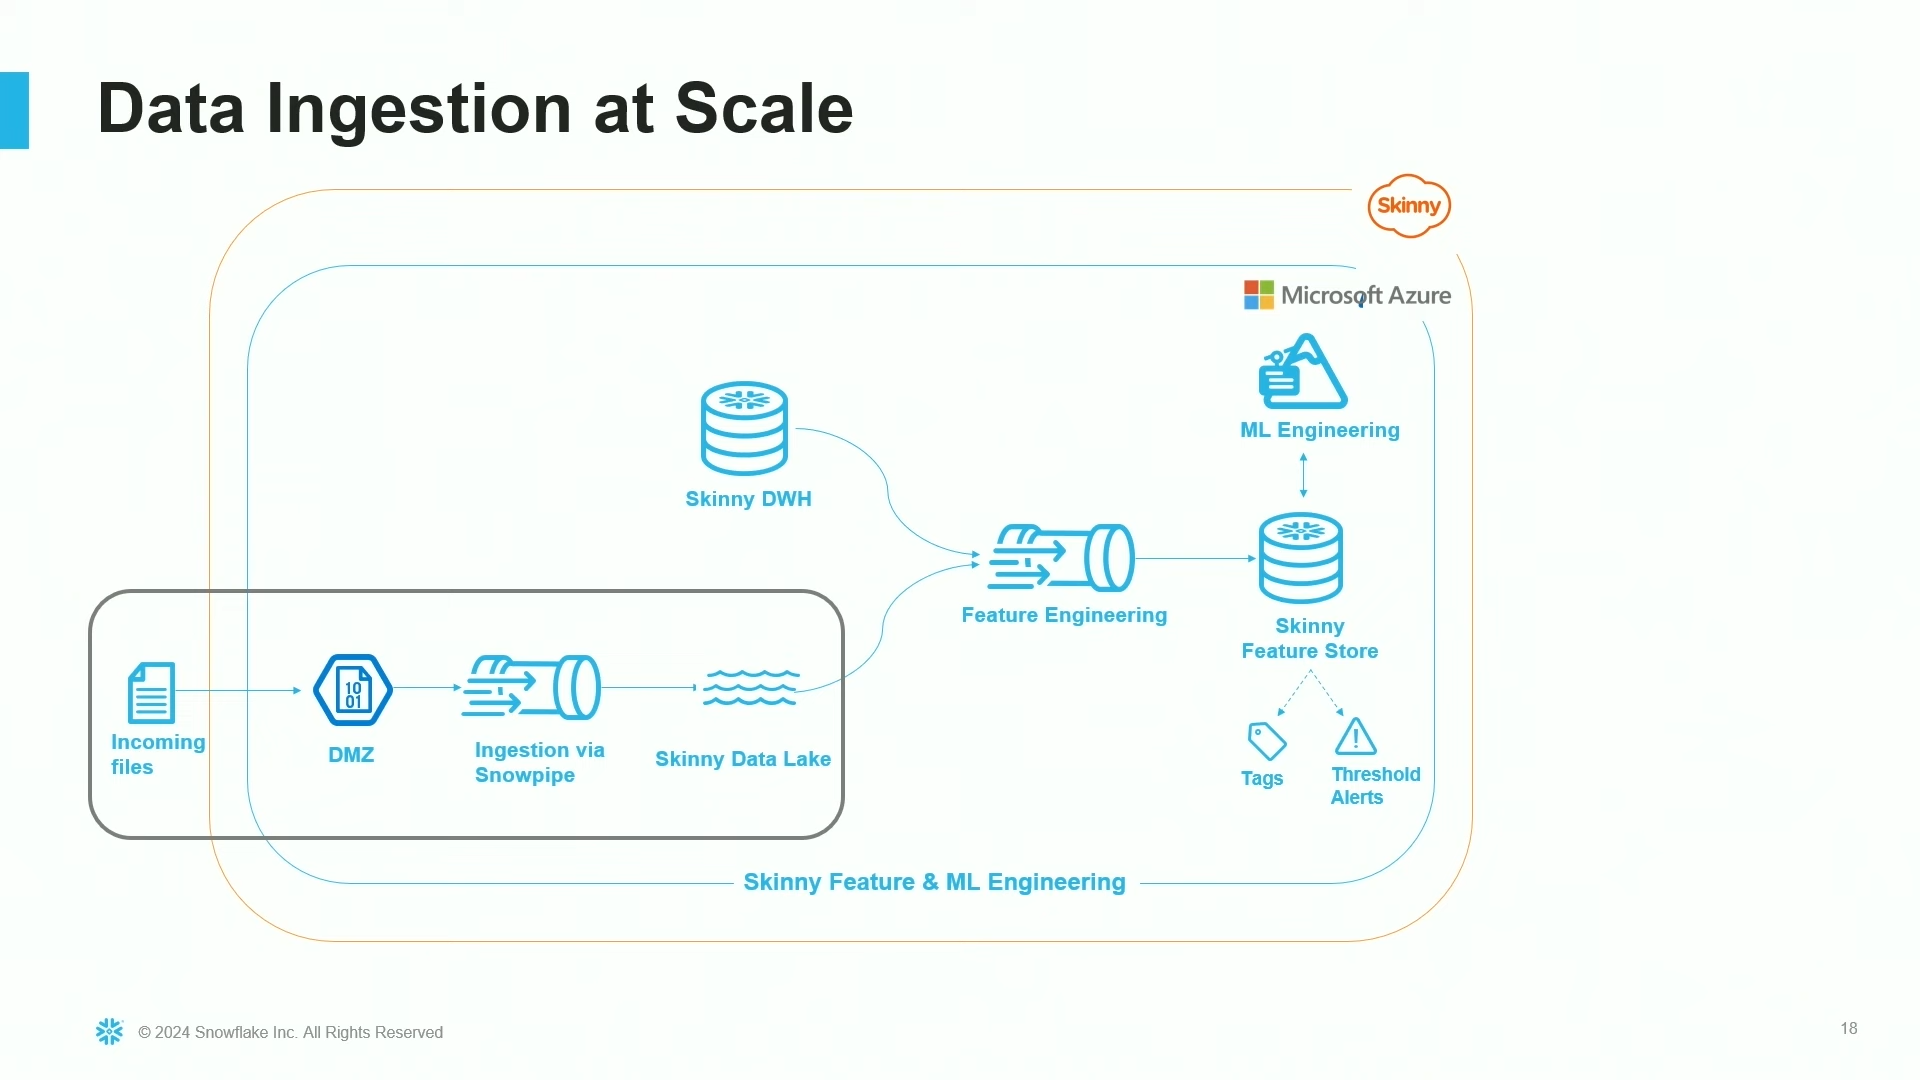 Data Ingestion at Scale
Skinny
Microsoft Azure
ML Engineering
Skinny DWH
Feature Engineering
Skinny
Feature Store
10
01
Incoming
files
DMZ
Ingestion via
Snowpipe
Skinny Data Lake
Tags
Threshold
Alerts
Skinny Feature & ML Engineering
© 2024 Snowflake Inc. All Rights Reserved
18